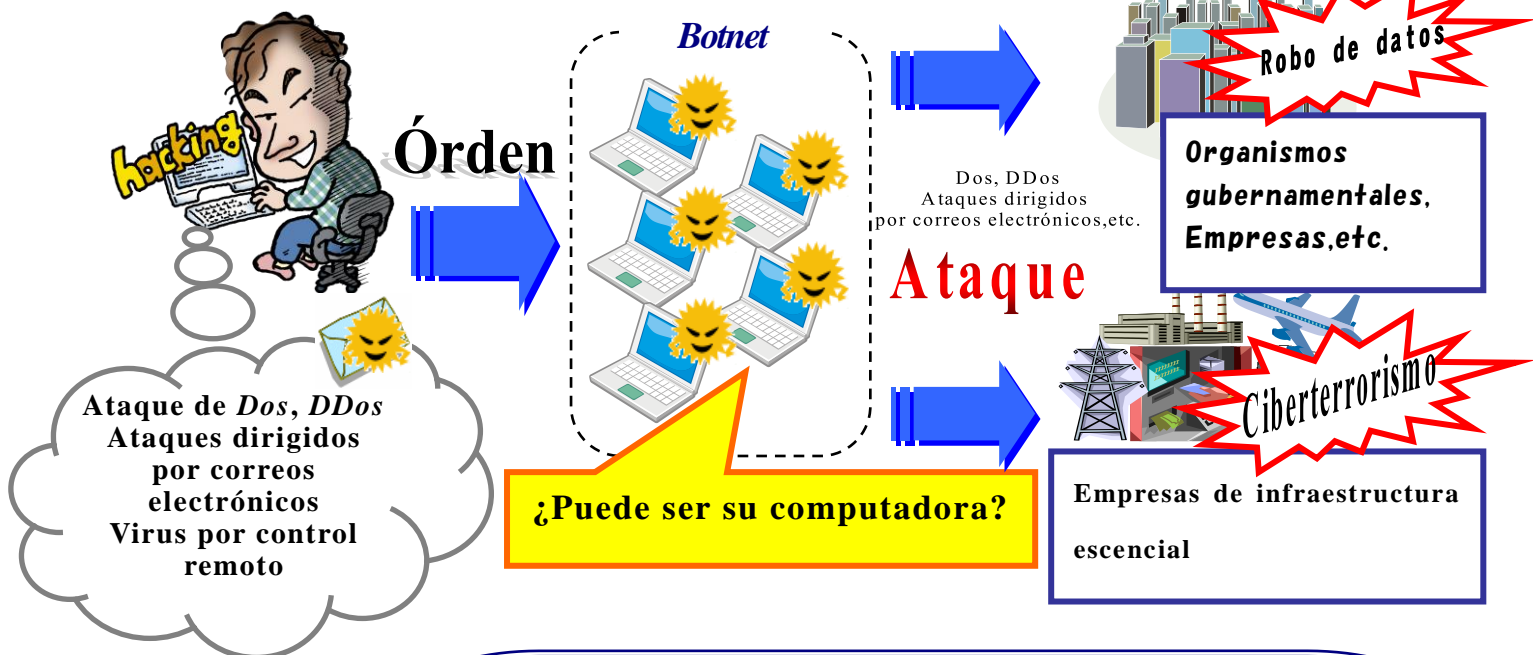 hacking
Órden
Botnet
Robo de datos
Organismos
gubernamentales,
Empresas,etc.
Dos, DDos
Ataques dirigidos
por correos electrónicos,etc.
Ataque
Ataque de Dos, DDos
Ataques dirigidos
por correos
electrónicos
Virus por control
remoto
¿Puede ser su computadora?
Ciberterrorismo
Empresas de infraestructura
escencial